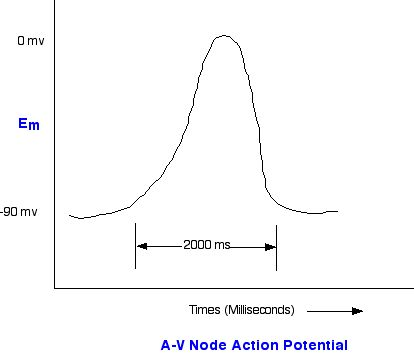 0 mv
Em
-90 mv
2000 ms
Times (Milliseconds)
A-V Node Action Potential